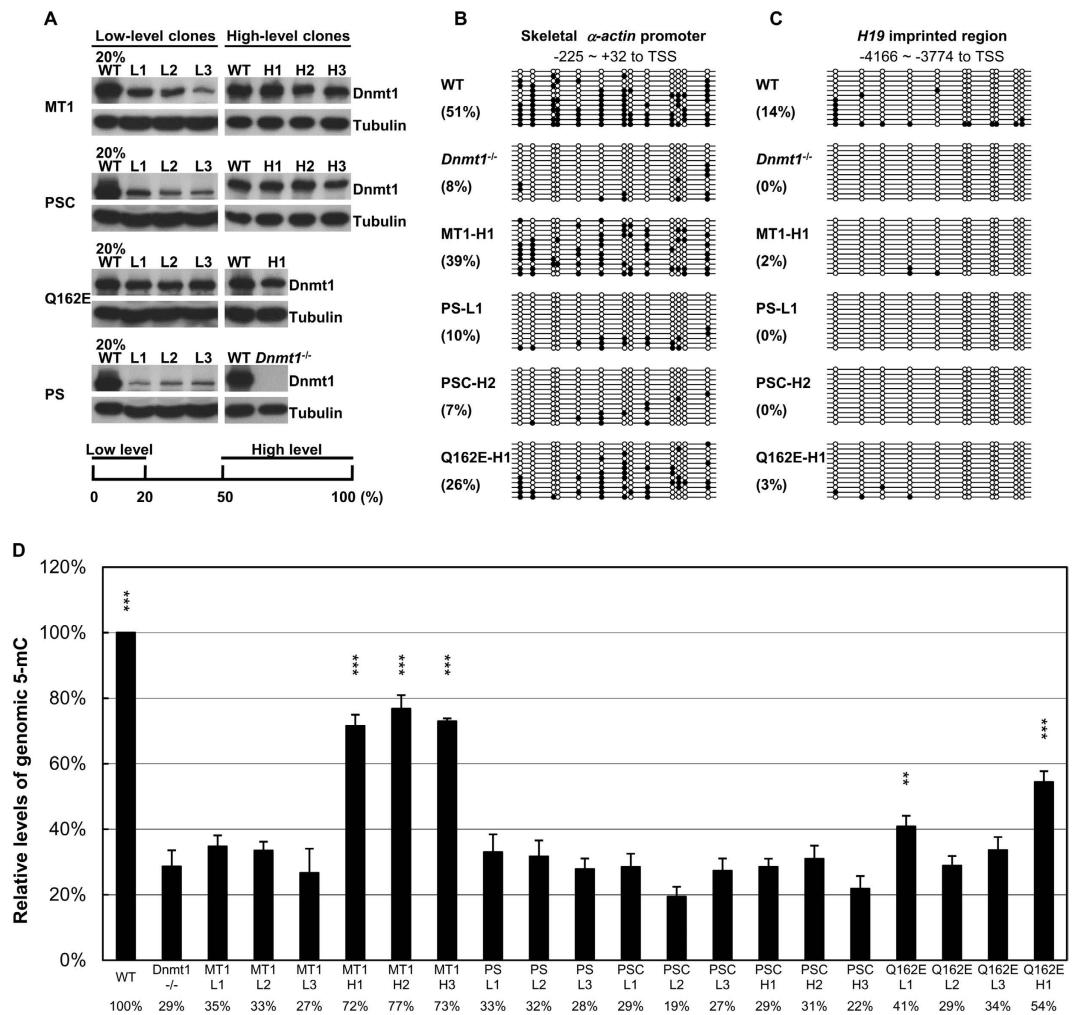 A
Low-level clones High-level clones
20%
WT L1 L2 L3 WT H1 H2 H3
MT1
Dnmt1
Tubulin
20%
WT L1 L2 L3 WT H1 H2 H3
PSC
Dnmt1
Tubulin
20%
WT L1 L2 L3 WT H1
Q162E
Dnmt1
Tubulin
20%
WT L1 L2 L3 WT Dnmt1-/-
PS
Dnmt1
Tubulin
Low level High level
0 20 50 100 (%)
B
Skeletal α-actin promoter
-225 ~ +32 to TSS
WT
(51%)
Dnmt1-/-
(8%)
MT1-H1
(39%)
PS-L1
(10%)
PSC-H2
(7%)
Q162E-H1
(26%)
C
H19 imprinted region
-4166 ~ -3774 to TSS
WT
(14%)
Dnmt1-/-
(0%)
MT1-H1
(2%)
PS-L1
(0%)
PSC-H2
(0%)
Q162E-H1
(3%)
D
Relative levels of genomic 5-mC
120%
100%
80%
60%
40%
20%
0%
*** *** *** *** ** ***
WT Dnmt1 MT1 MT1 MT1 MT1 MT1 MT1 PS PS PS PSC PSC PSC PSC PSC PSC Q162E Q162E Q162E Q162E
-/- L1 L2 L3 H1 H2 H3 L1 L2 L3 L1 L2 L3 H1 H2 H3 L1 L2 L3 H1
100% 29% 35% 33% 27% 72% 77% 73% 33% 32% 28% 29% 19% 27% 29% 31% 22% 41% 29% 34% 54%